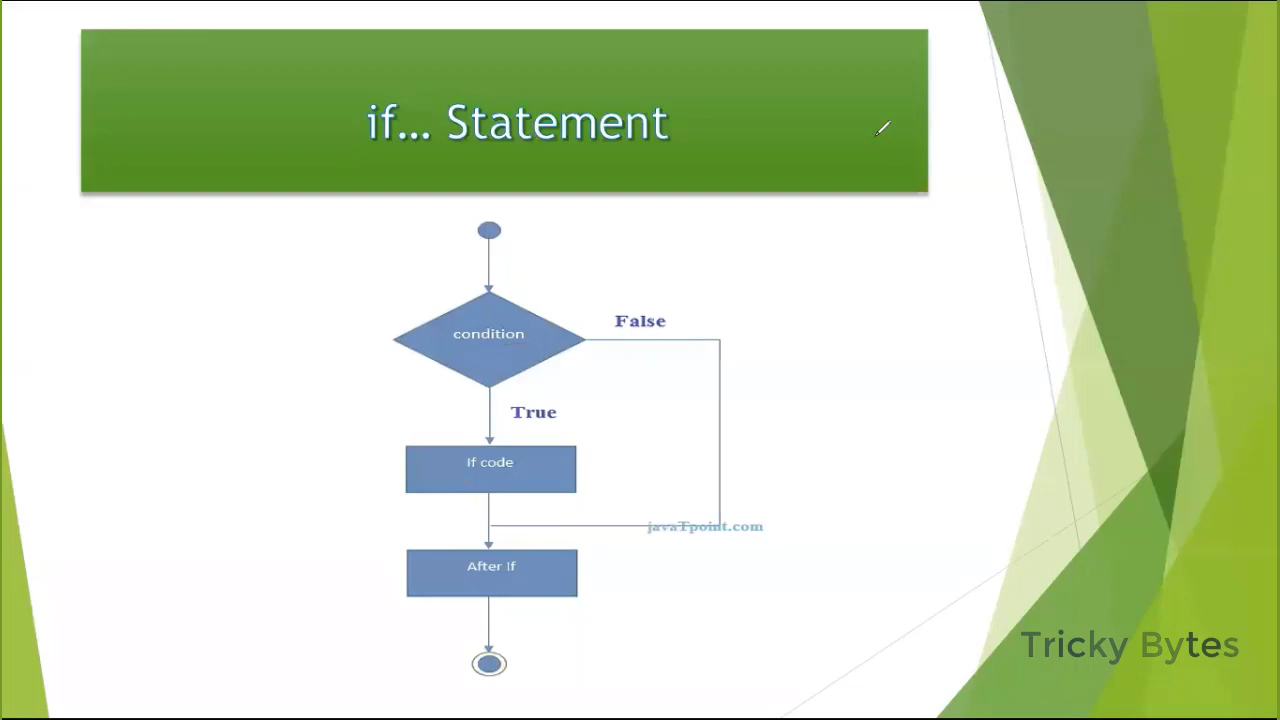 if... Statement
condition
False
True
If code
javaTpoint.com
After If
Tricky Bytes